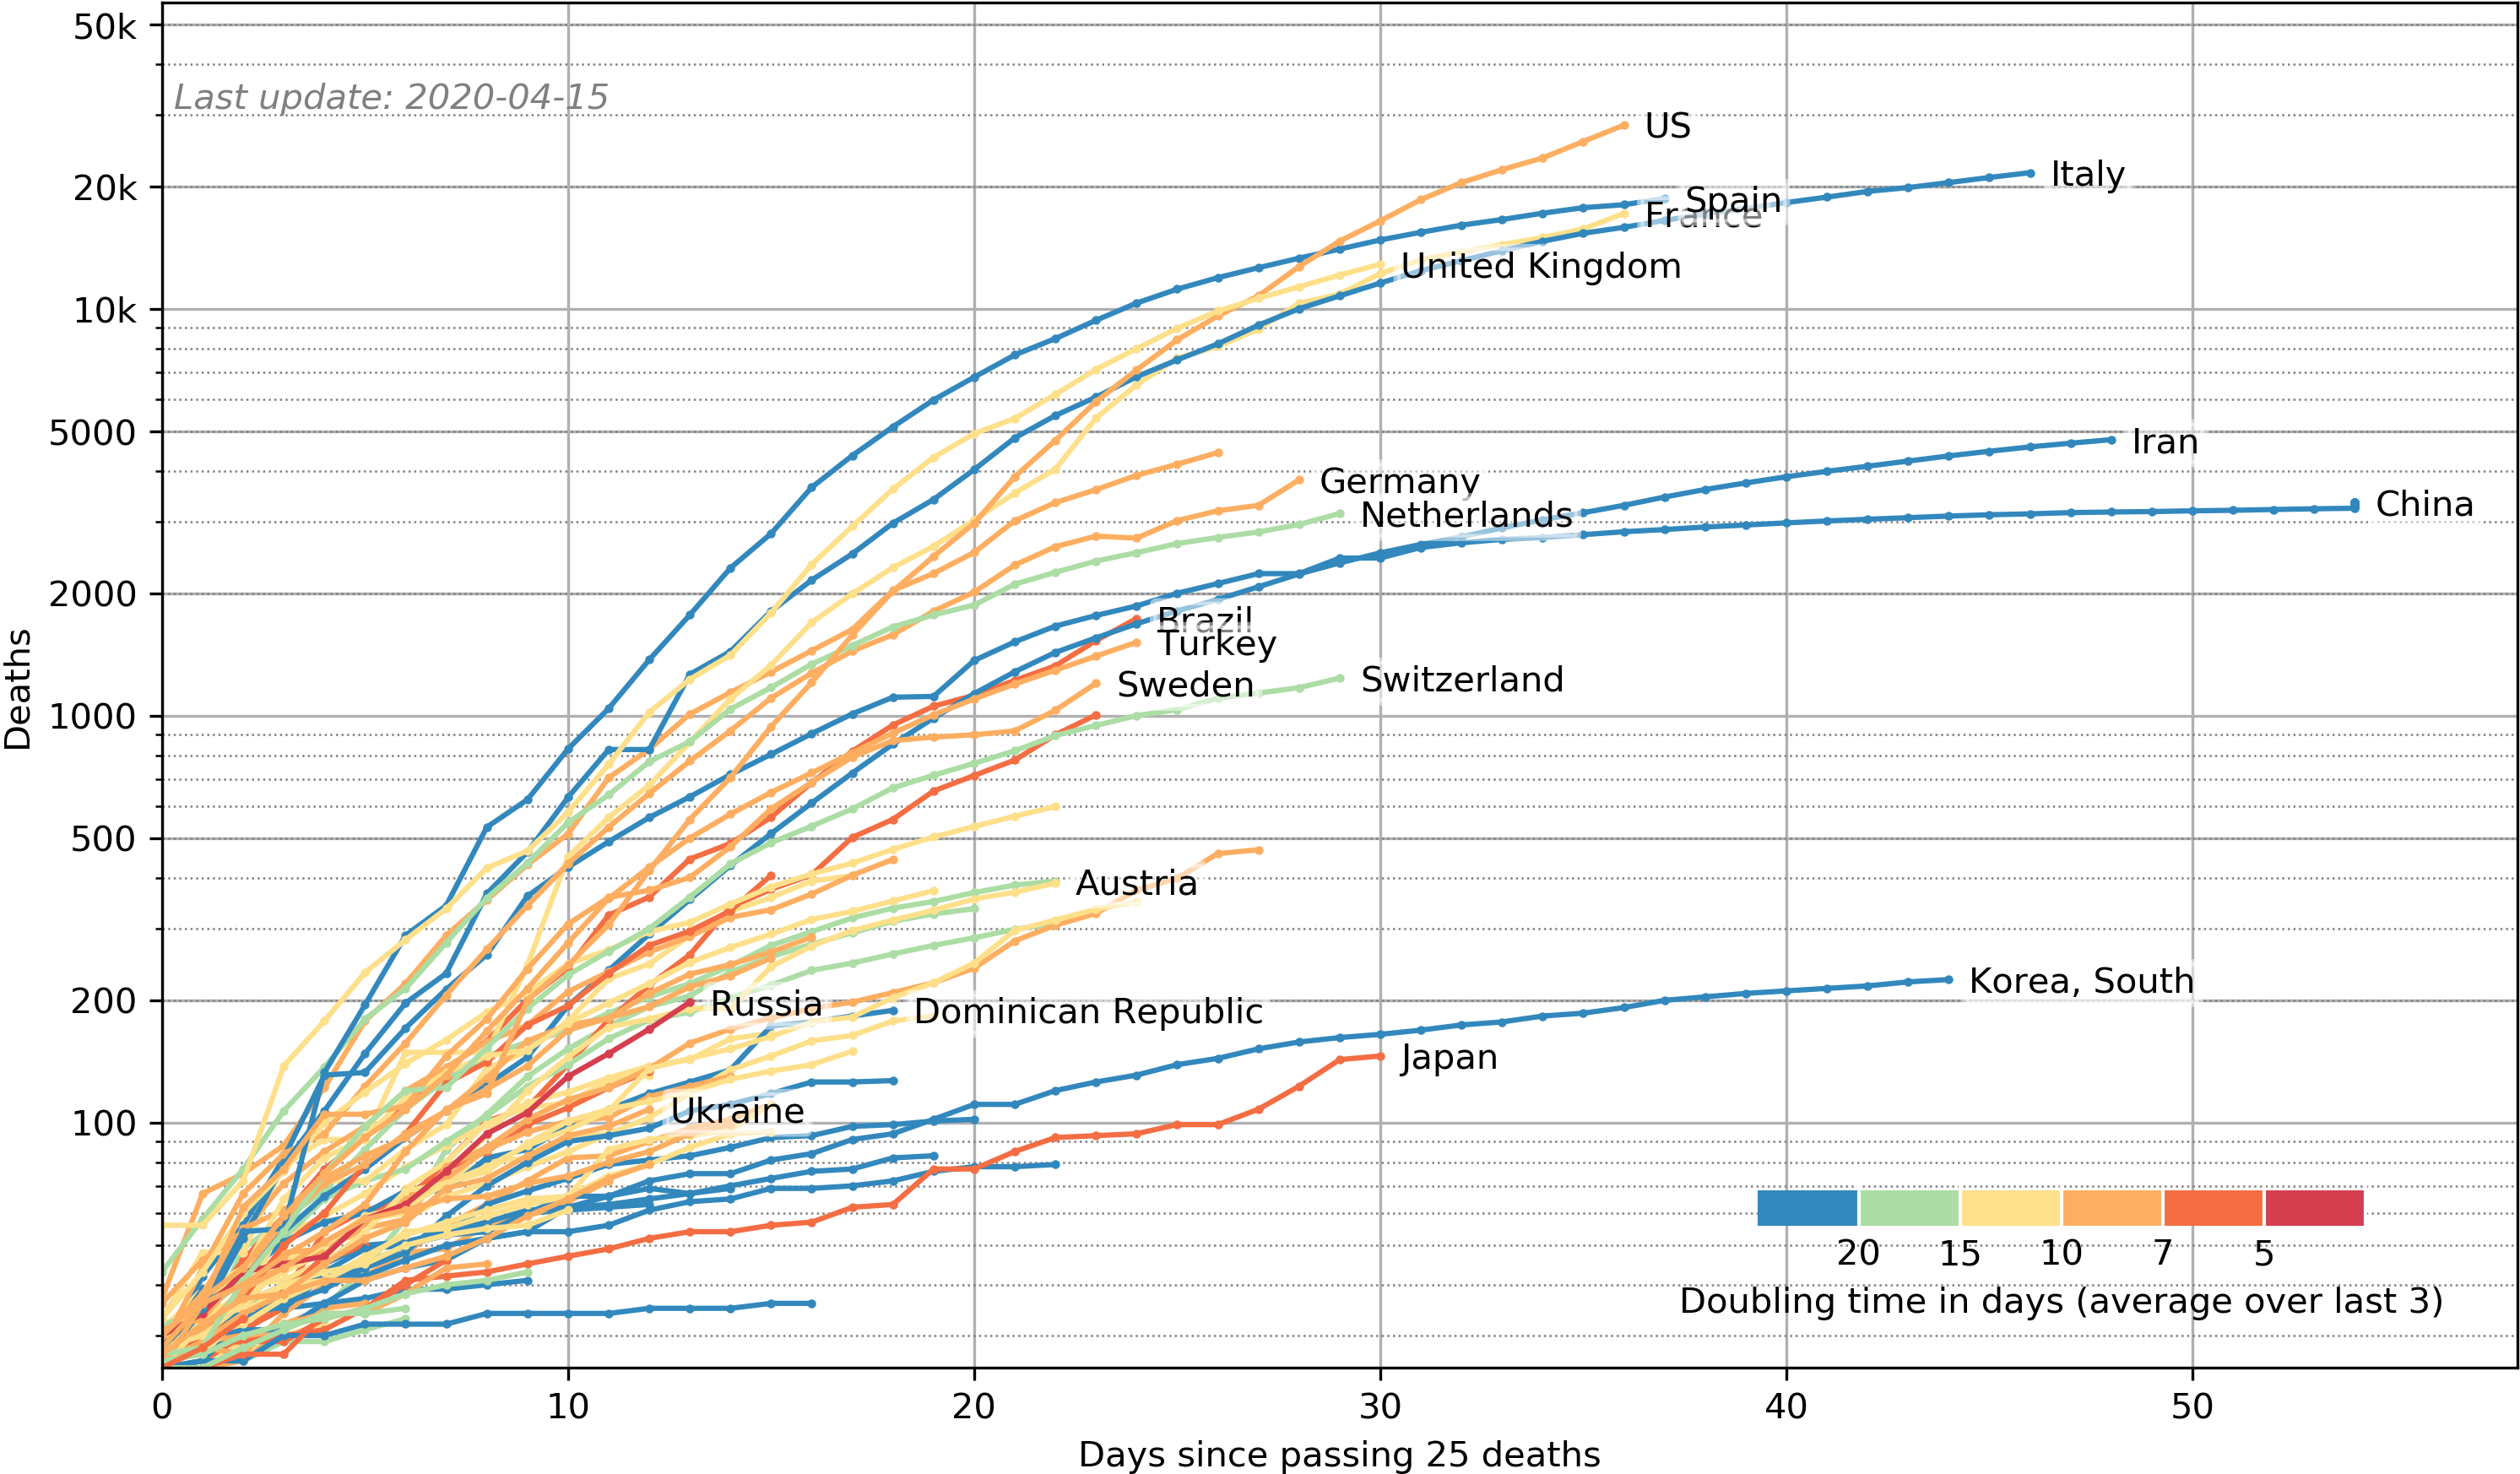 50k
Last update: 2020-04-15
US
20k
Italy
Spain
France
United Kingdom
10k
5000
Iran
Germany
Netherlands
China
2000
Brazil
Turkey
Sweden
Switzerland
Deaths
1000
500
Austria
200
Russia
Dominican Republic
Korea, South
Japan
100
Ukraine
20 15 10 7 5
Doubling time in days (average over last 3)
0 10 20 30 40 50
Days since passing 25 deaths